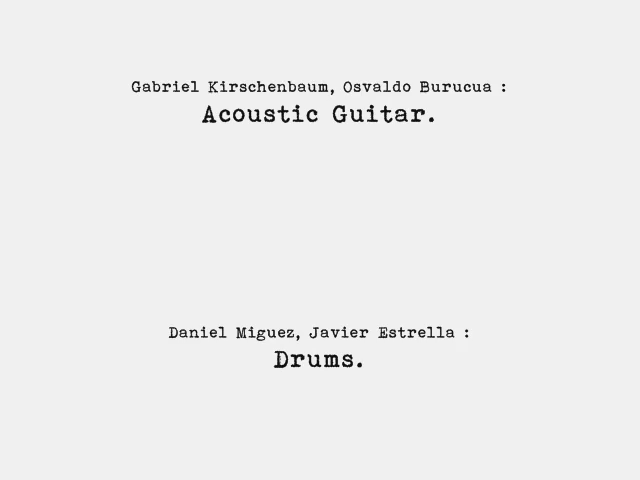 Gabriel Kirschenbaum, Osvaldo Burucua :
Acoustic Guitar.
Daniel Miguez, Javier Estrella :
Drums.